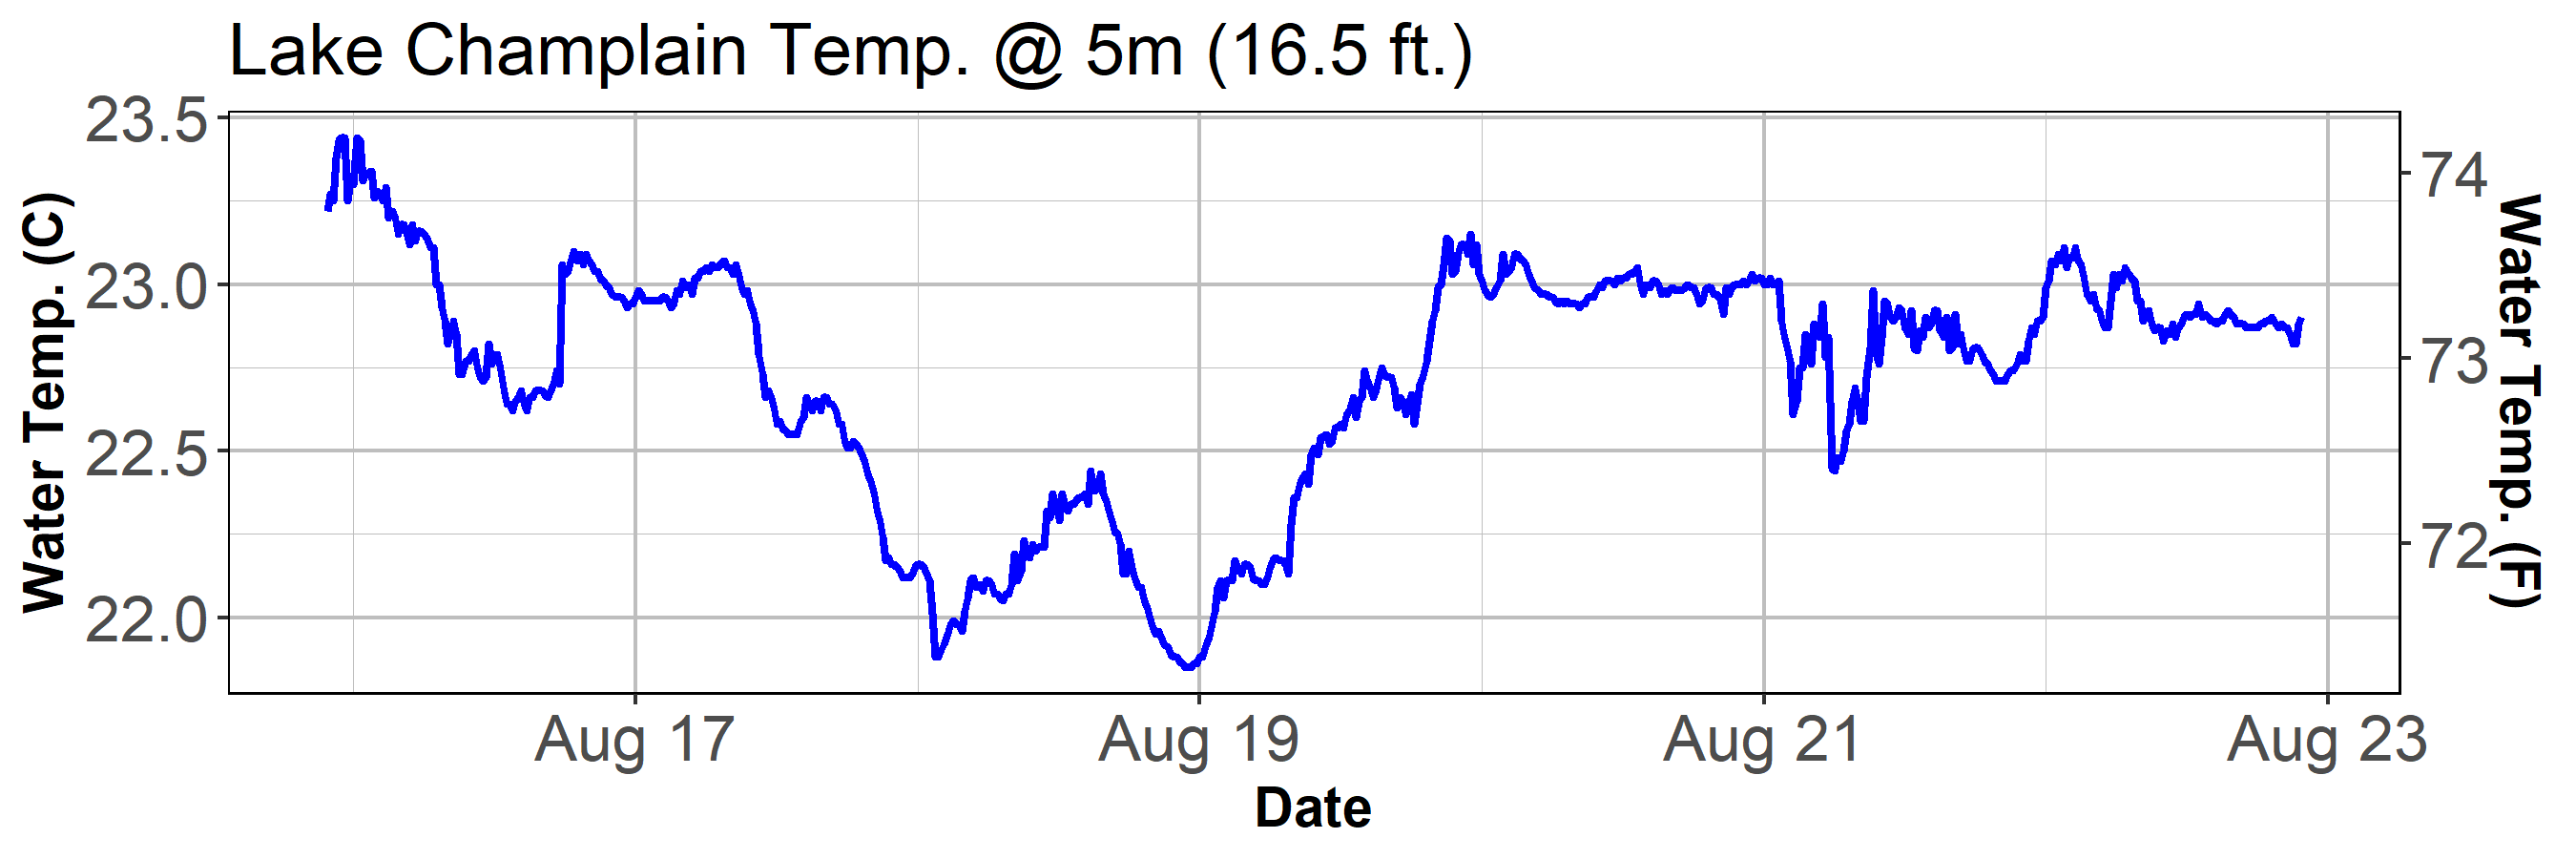 Lake Champlain Temp. @ 5m (16.5 ft.)
Water Temp. (C)
23.5
23.0
22.5
22.0
74
73
72
Water Temp. (F)
Aug 17 Aug 19 Aug 21 Aug 23
Date